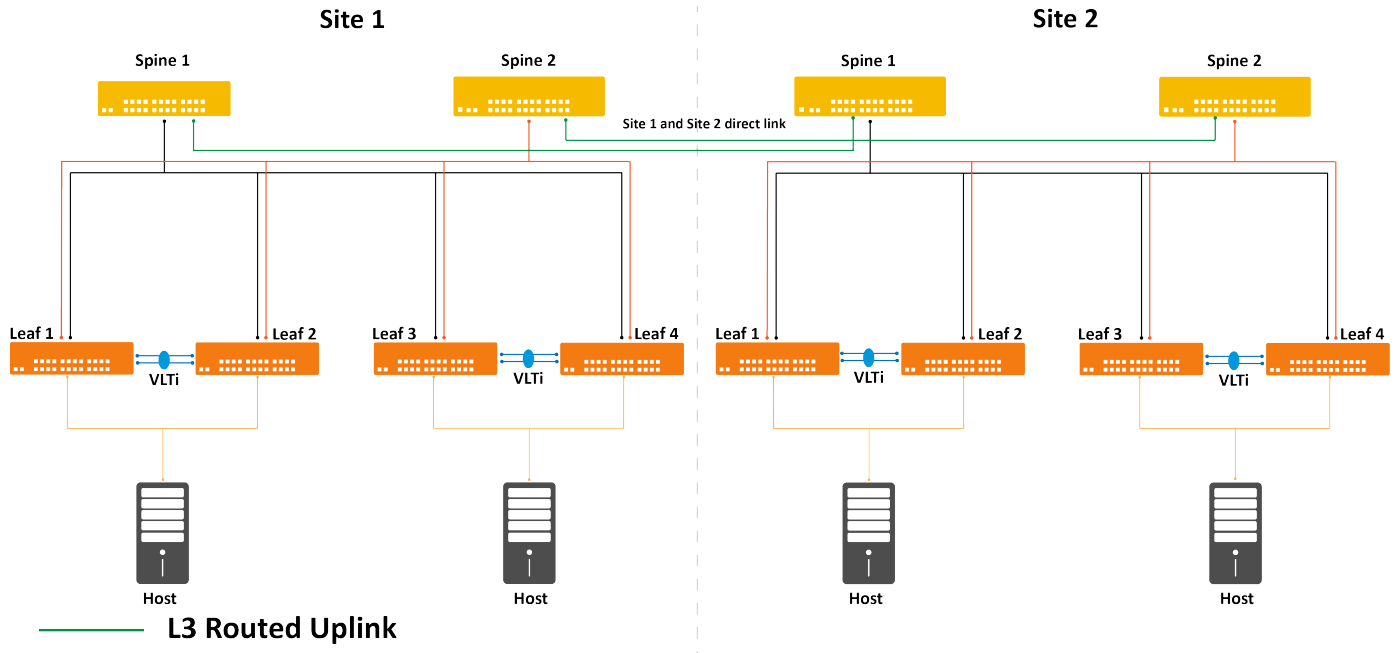 Site 1
Site 2
Spine 1
Spine 2
Spine 1
Spine 2
Site 1 and Site 2 direct link
Leaf 1
Leaf 2
Leaf 3
Leaf 4
Leaf 1
Leaf 2
Leaf 3
Leaf 4
VLTi
VLTi
VLTi
VLTi
Host
Host
Host
Host
L3 Routed Uplink